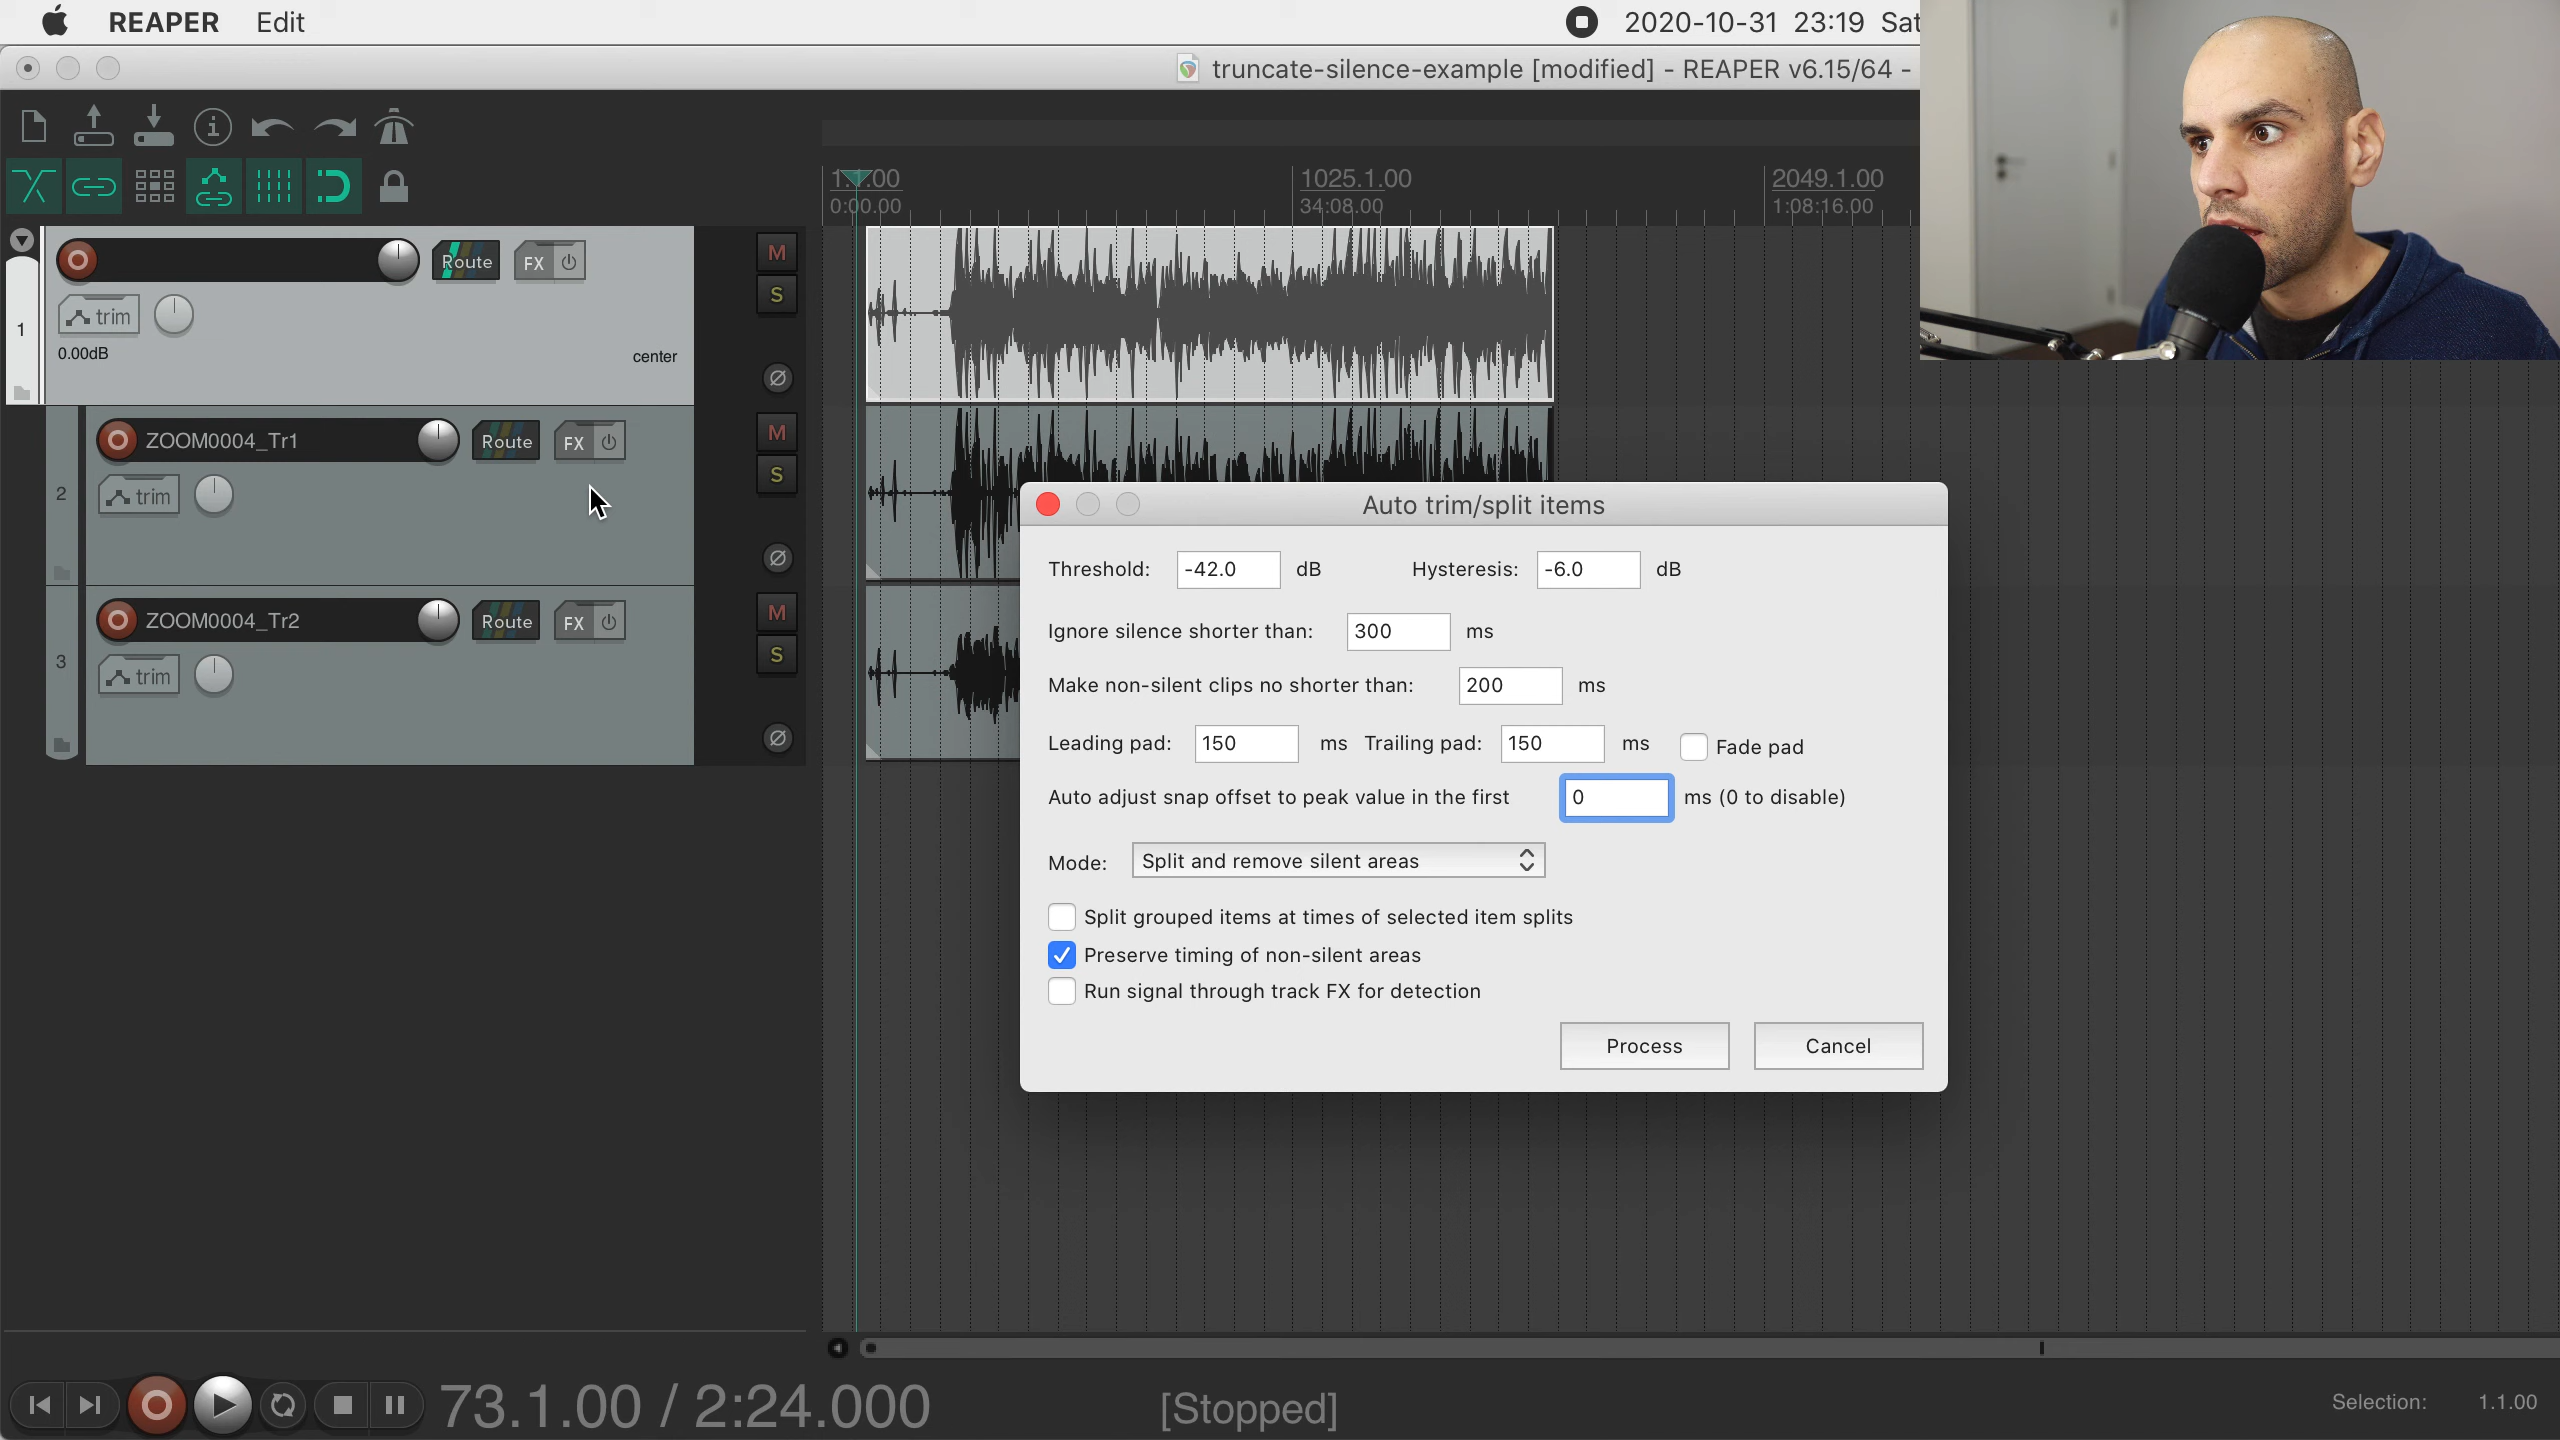 REAPER Edit 2020-10-31 23:19 Sat
truncate-silence-example [modified] - REAPER v6.15/64 -
1.1.00 1025.1.00 2049.1.00
0:00.00 34:08.00 1:08:16.00
Route FX M
S
1 trim
0.00dB center
ZOOM0004_Tr1 Route FX M
S
2 trim
ZOOM0004_Tr2 Route FX M
S
3 trim
Auto trim/split items
Threshold: -42.0 dB Hysteresis: -6.0 dB
Ignore silence shorter than: 300 ms
Make non-silent clips no shorter than: 200 ms
Leading pad: 150 ms Trailing pad: 150 ms Fade pad
Auto adjust snap offset to peak value in the first 0 ms (0 to disable)
Mode: Split and remove silent areas
Split grouped items at times of selected item splits
Preserve timing of non-silent areas
Run signal through track FX for detection
Process Cancel
73.1.00 / 2:24.000 [Stopped] Selection: 1.1.00